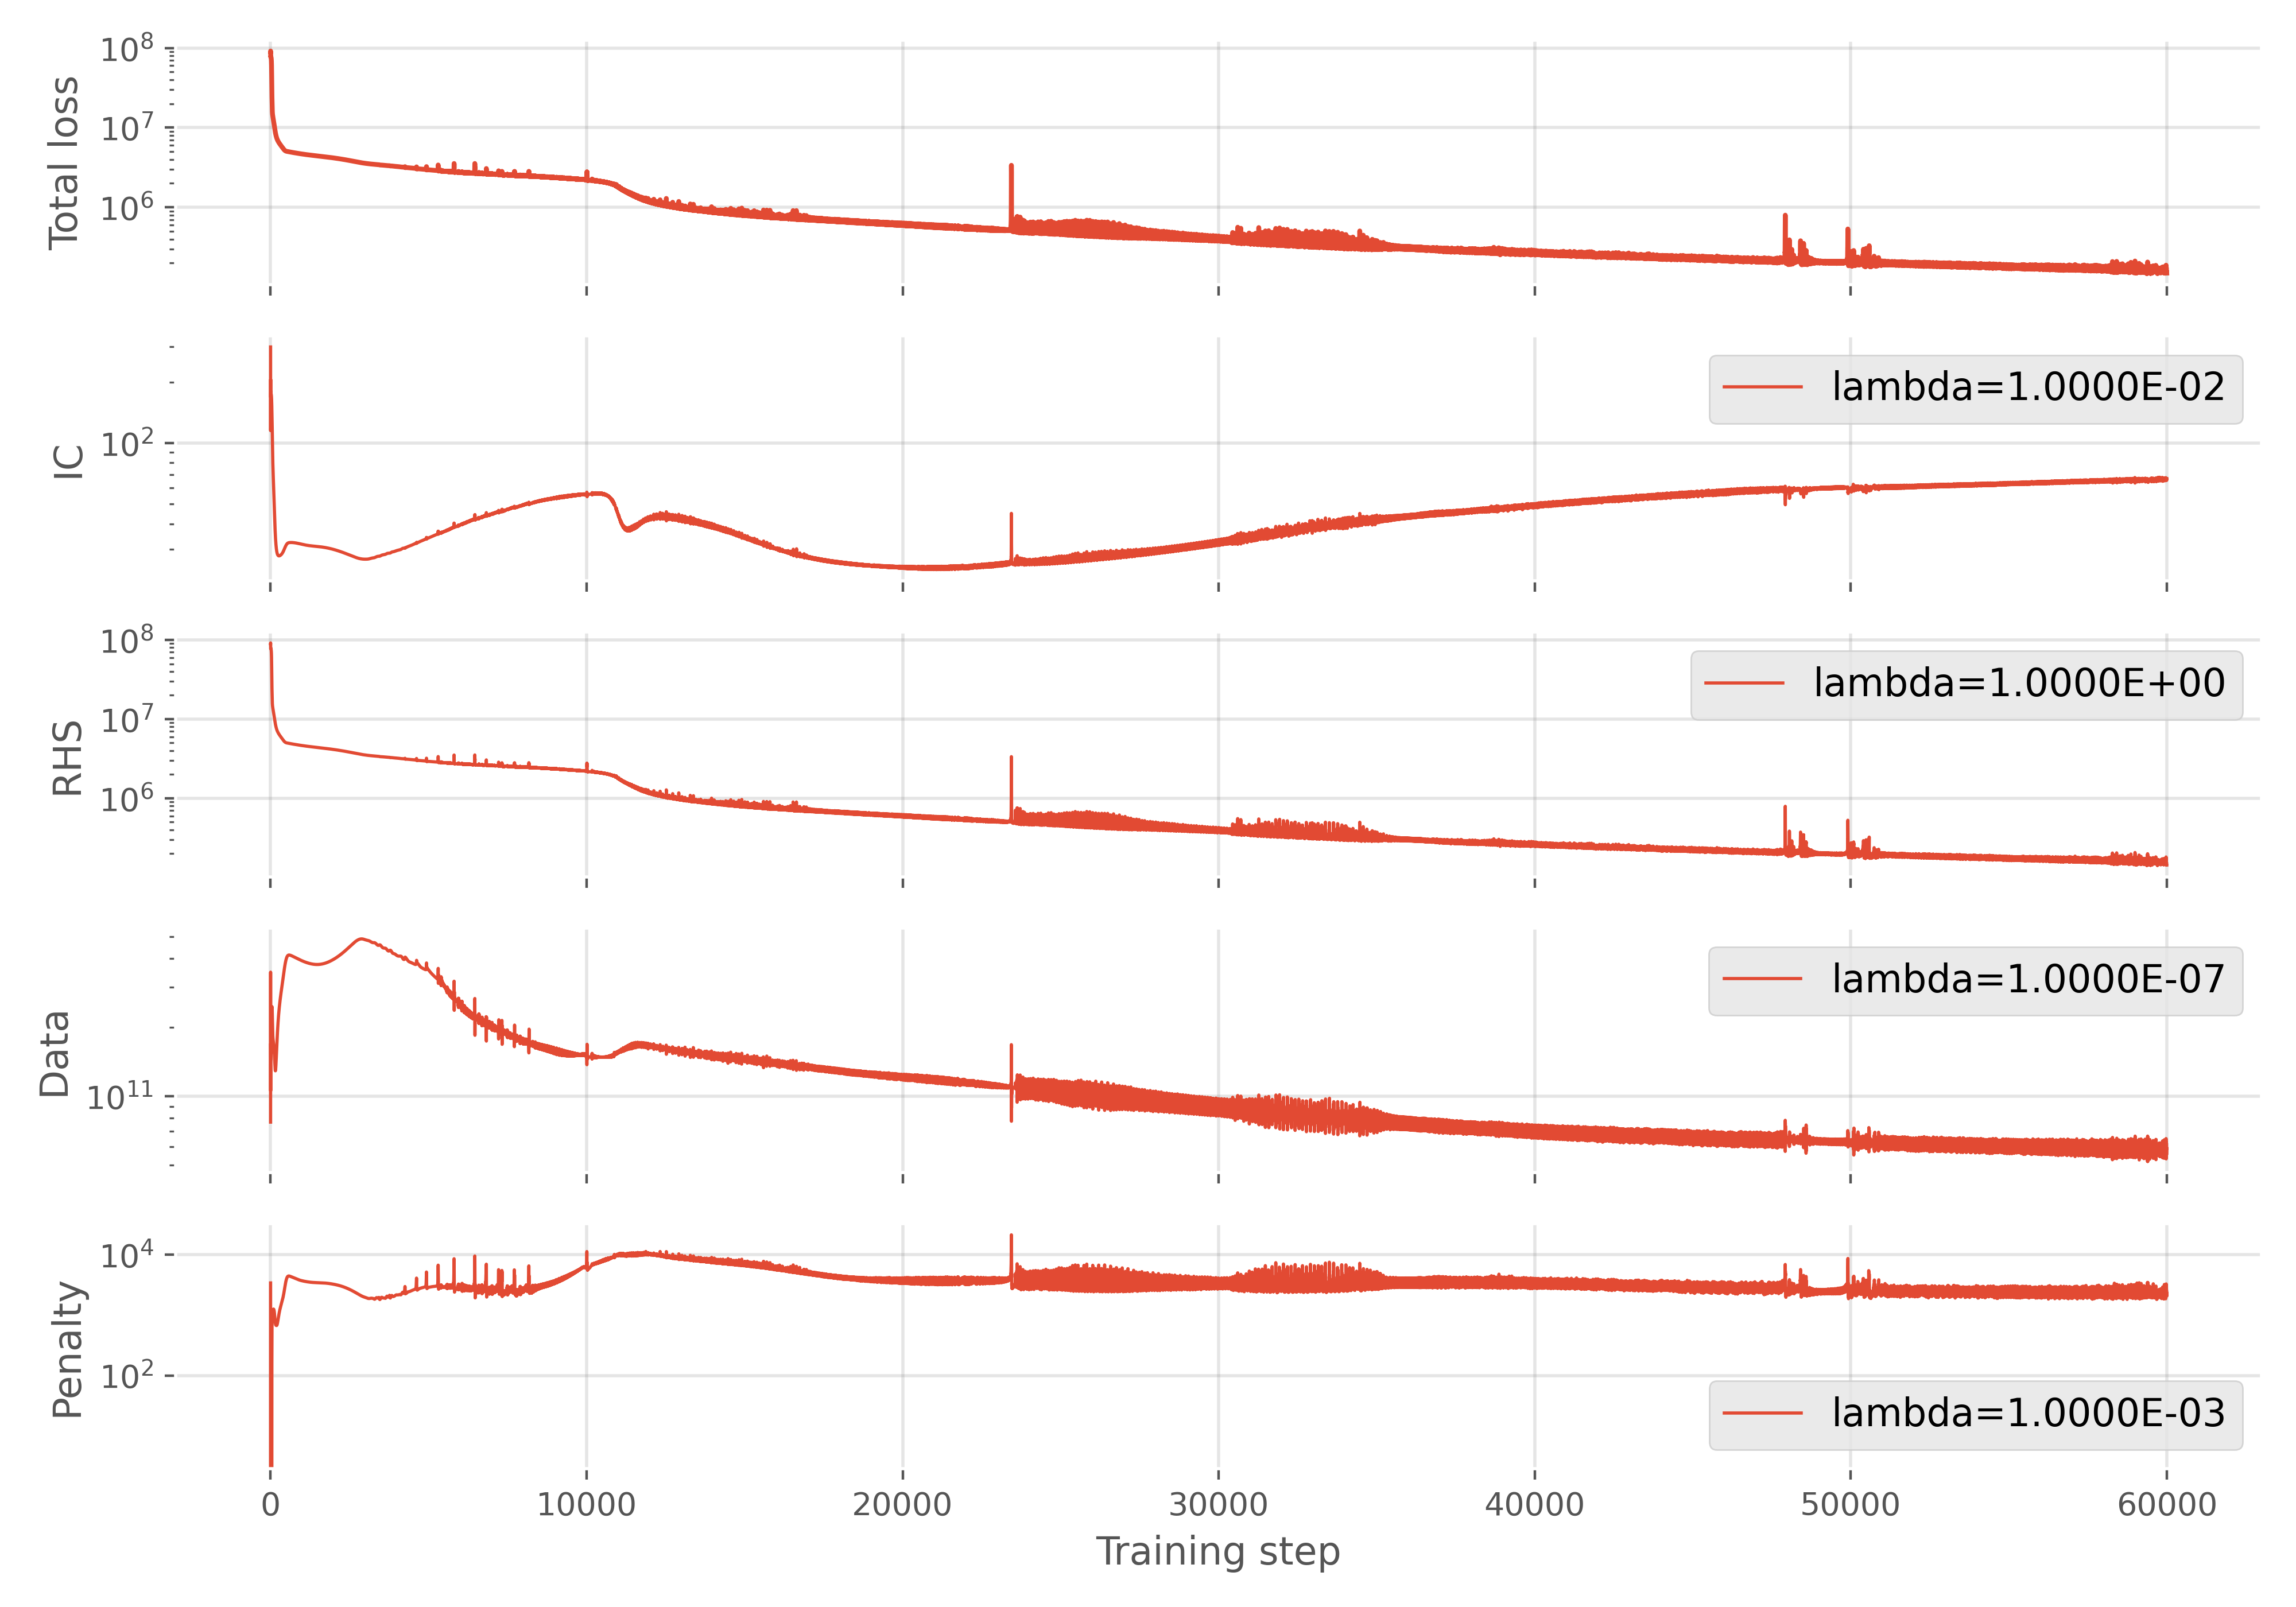 Total loss
10^8
10^7
10^6
IC
10^2
lambda=1.0000E-02
RHS
10^8
10^7
10^6
lambda=1.0000E+00
Data
10^11
lambda=1.0000E-07
Penalty
10^4
10^2
lambda=1.0000E-03
0 10000 20000 30000 40000 50000 60000
Training step